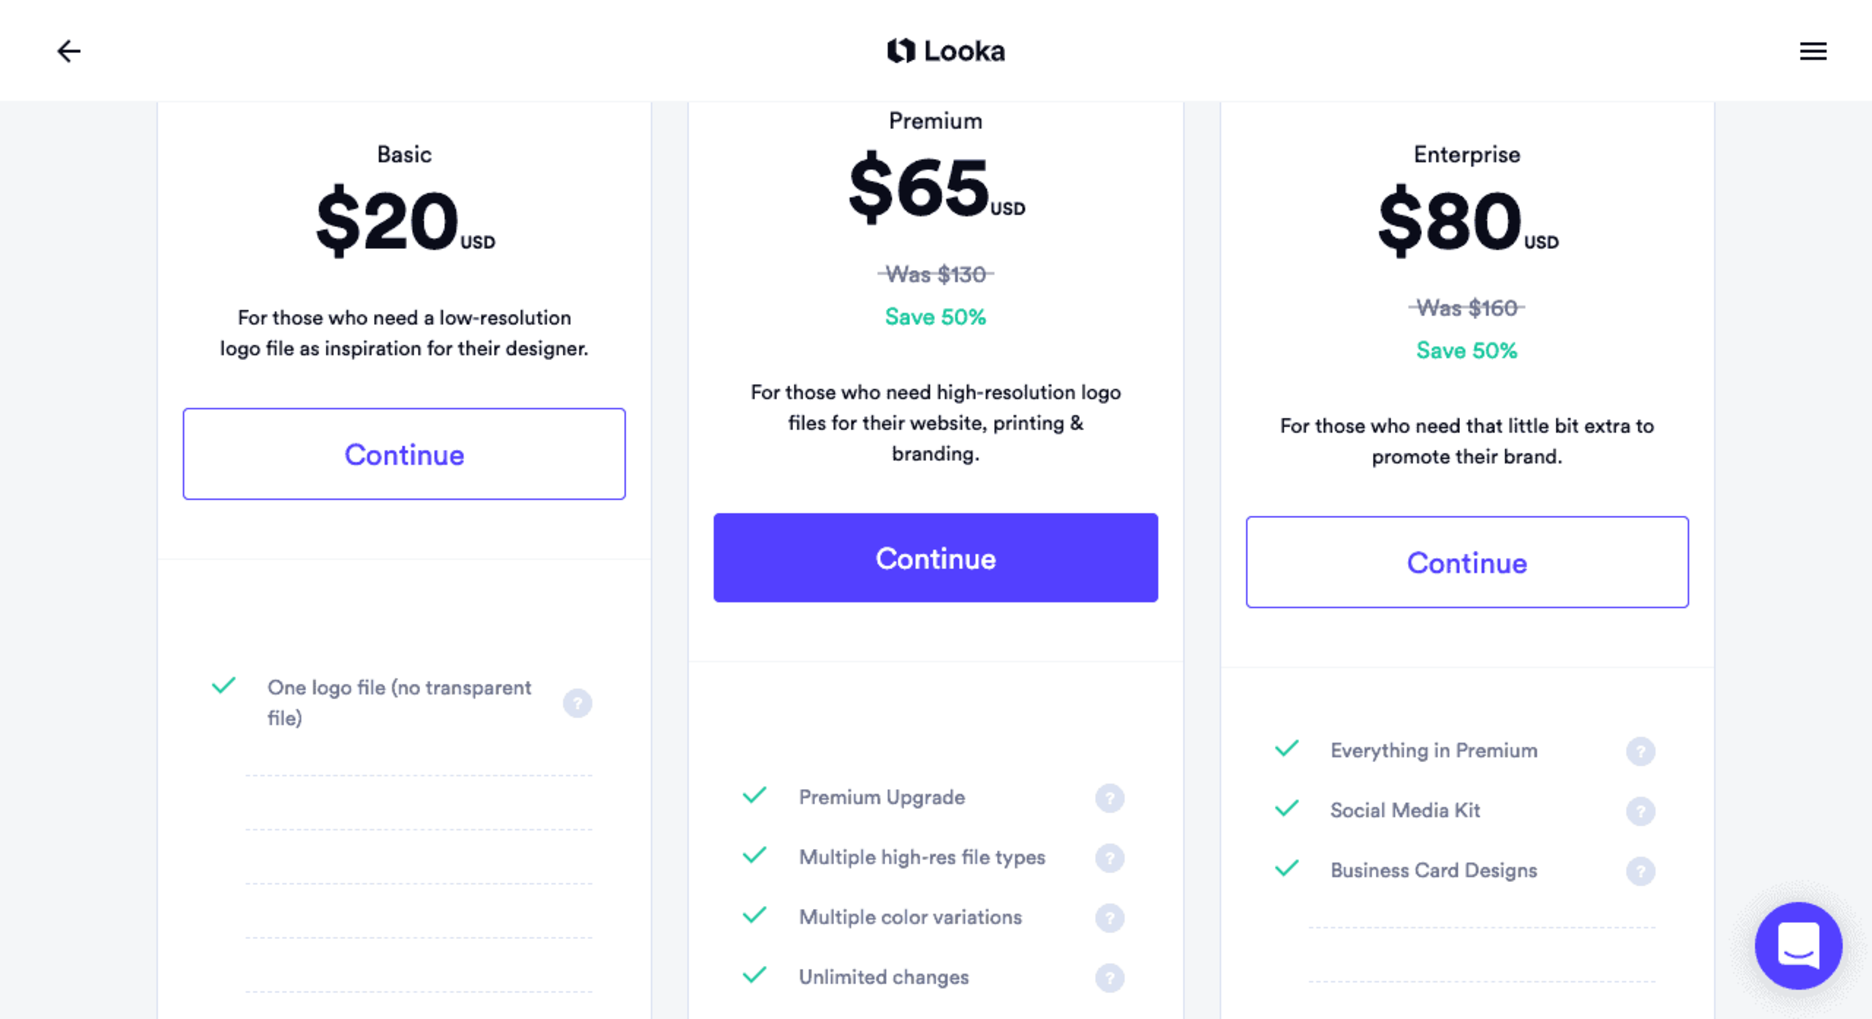 Looka
Basic
$20 USD
For those who need a low-resolution
logo file as inspiration for their designer.
Continue
One logo file (no transparent
file)
?
Premium
$65 USD
Was $130
Save 50%
For those who need high-resolution logo
files for their website, printing &
branding.
Continue
Premium Upgrade
?
Multiple high-res file types
?
Multiple color variations
?
Unlimited changes
?
Enterprise
$80 USD
Was $160
Save 50%
For those who need that little bit extra to
promote their brand.
Continue
Everything in Premium
?
Social Media Kit
?
Business Card Designs
?